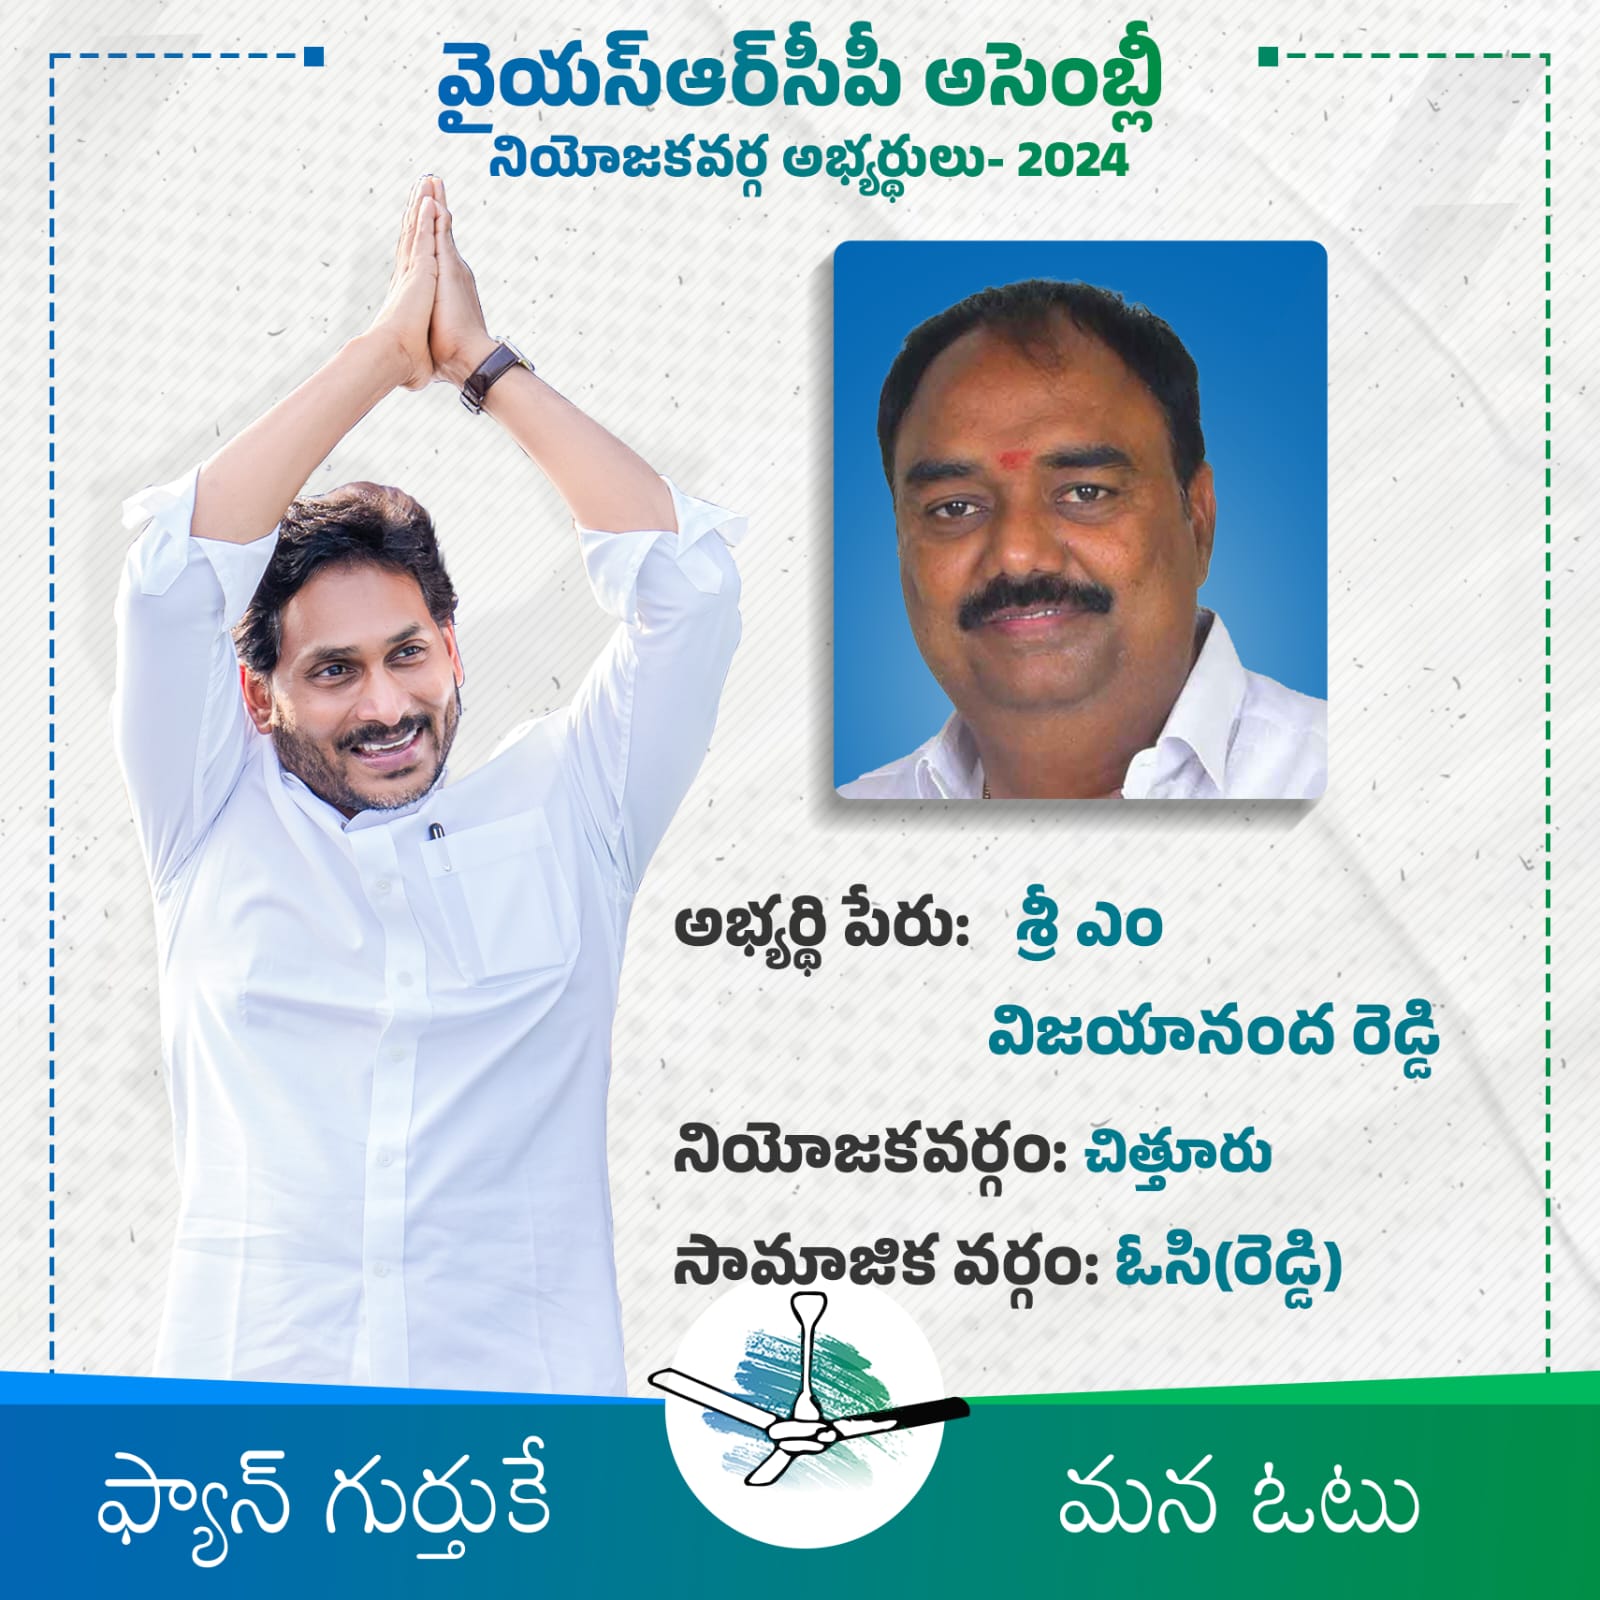 వైయస్ఆర్‌సీపీ అసెంబ్లీ
నియోజకవర్గ అభ్యర్థులు- 2024
అభ్యర్థి పేరు: శ్రీ ఎం
విజయానంద రెడ్డి
నియోజకవర్గం: చిత్తూరు
సామాజిక వర్గం: ఓసి(రెడ్డి)
ఫ్యాన్ గుర్తుకే మన ఓటు